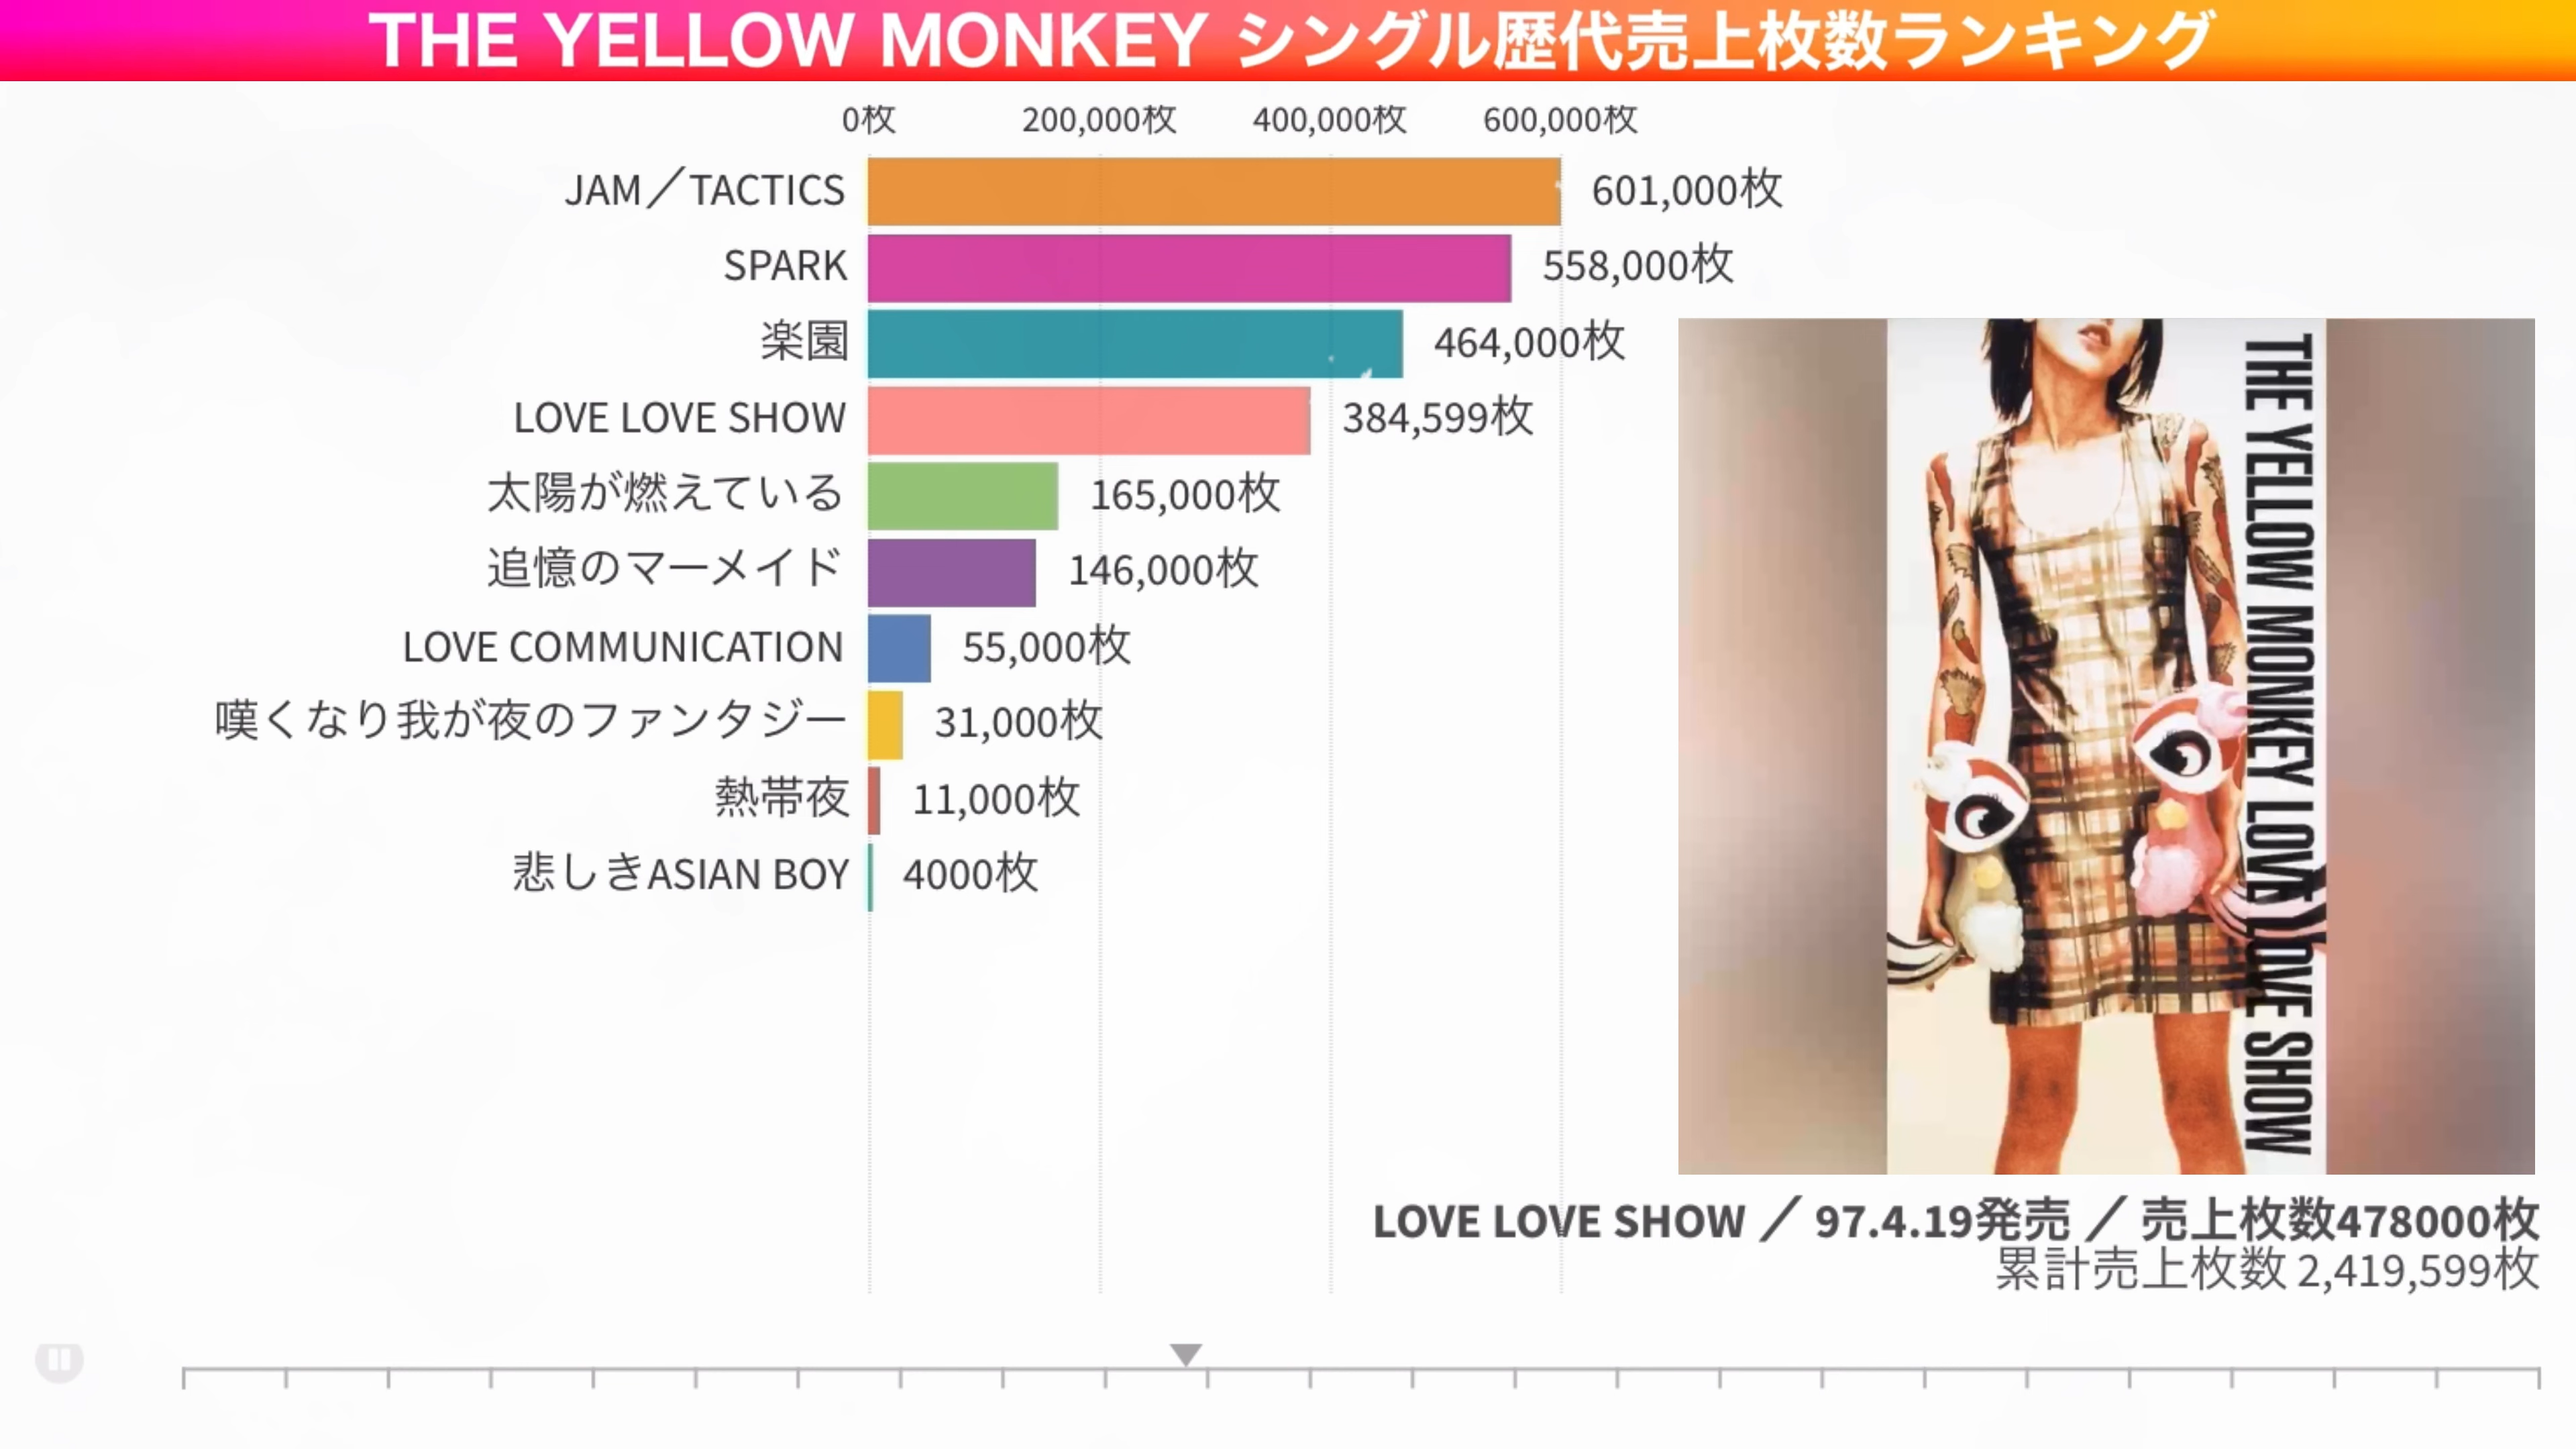 THE YELLOW MONKEY シングル歴代売上枚数ランキング
0枚 200,000枚 400,000枚 600,000枚
JAM／TACTICS 601,000枚
SPARK 558,000枚
楽園 464,000枚
LOVE LOVE SHOW 384,599枚
太陽が燃えている 165,000枚
追憶のマーメイド 146,000枚
LOVE COMMUNICATION 55,000枚
嘆くなり我が夜のファンタジー 31,000枚
熱帯夜 11,000枚
悲しきASIAN BOY 4000枚
THE YELLOW MONKEY LOVE LOVE SHOW
LOVE LOVE SHOW ／ 97.4.19発売 ／ 売上枚数478000枚
累計売上枚数 2,419,599枚